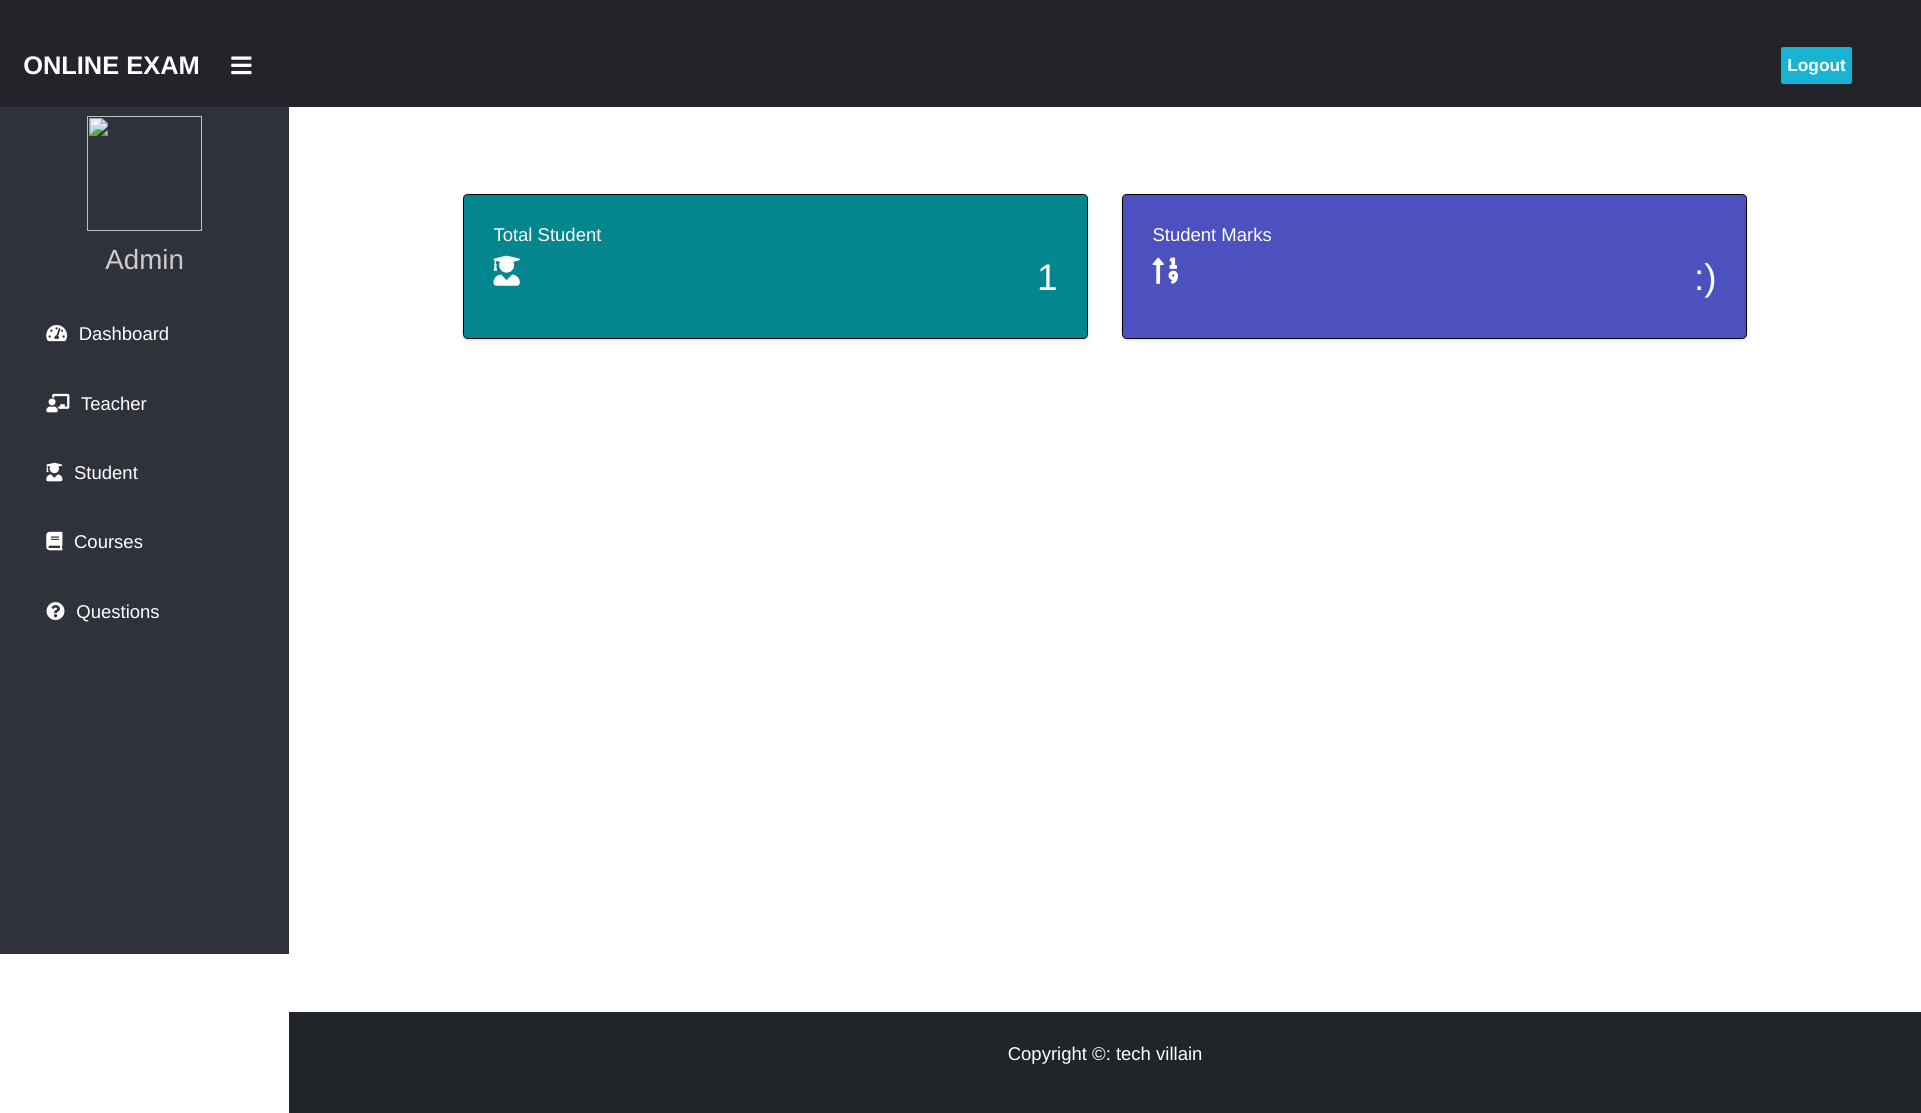 ONLINE EXAM
Logout
Admin
Dashboard
Teacher
Student
Courses
Questions
Total Student
1
Student Marks
:)
Copyright ©: tech villain